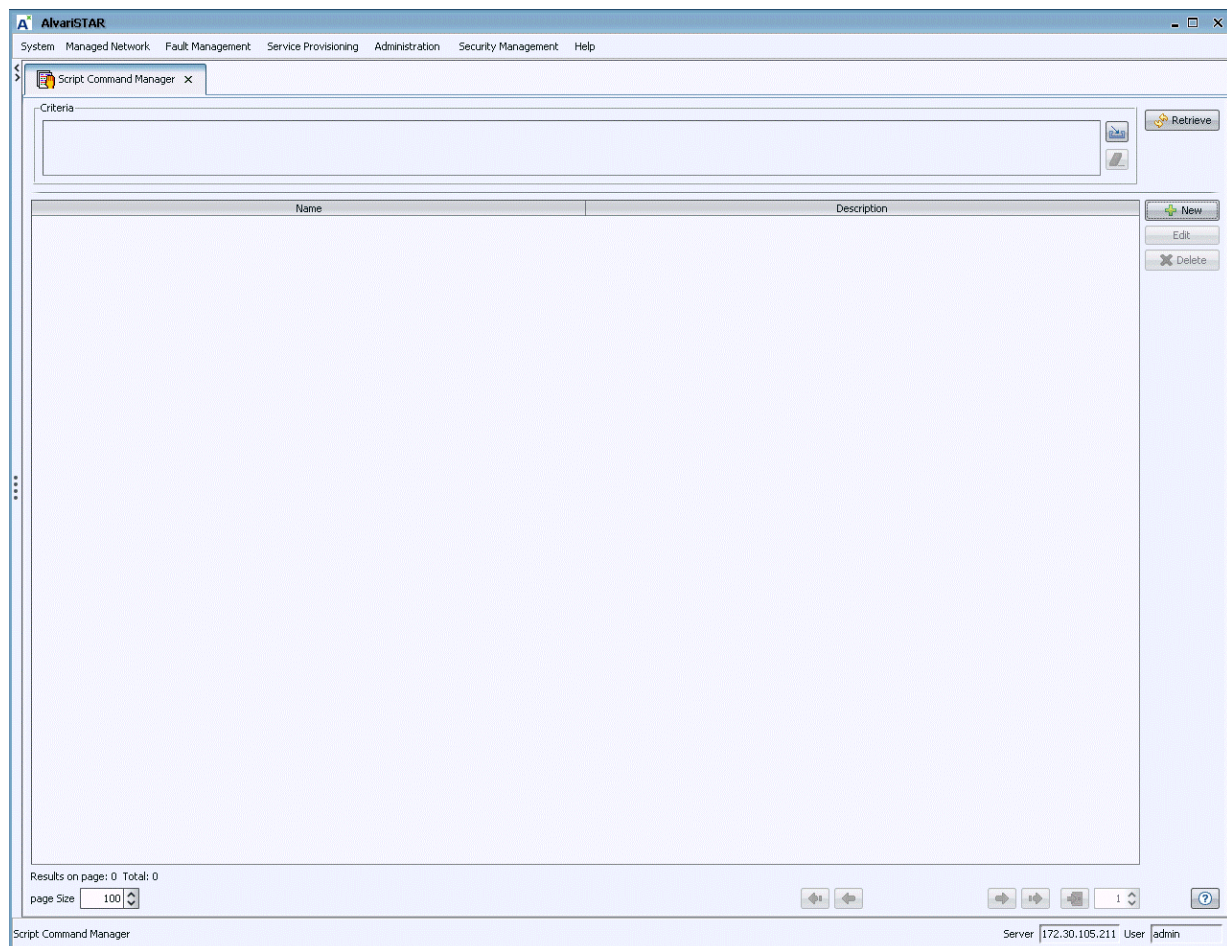 AlvariSTAR
System Managed Network Fault Management Service Provisioning Administration Security Management Help
Script Command Manager
Criteria
Retrieve
Name Description
New
Edit
Delete
Results on page: 0 Total: 0
page Size 100
1
Script Command Manager Server 172.30.105.211 User admin